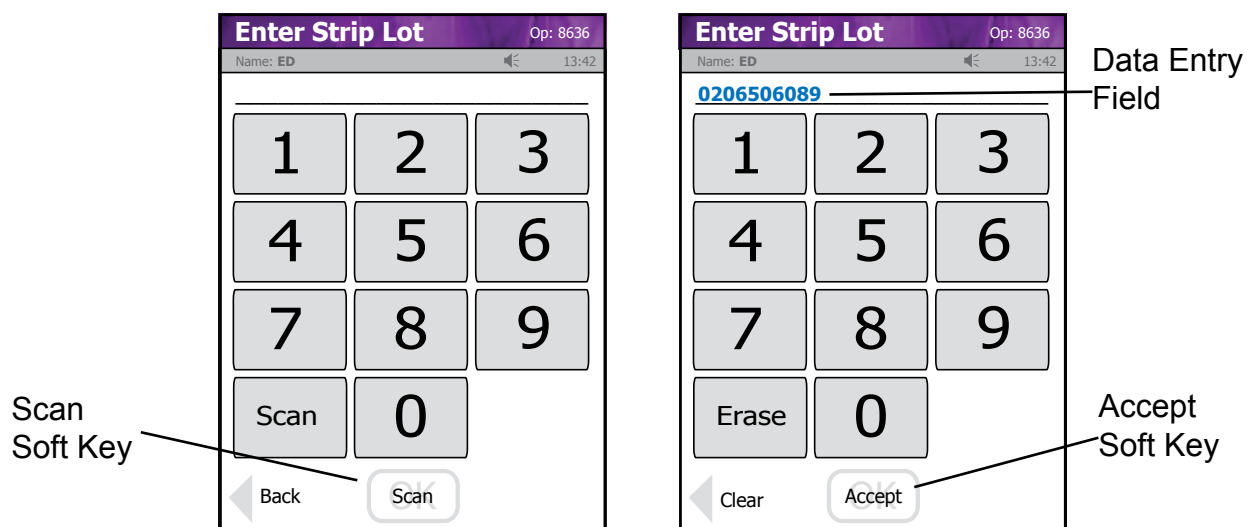 Enter Strip Lot Op: 8636
Name: ED 13:42
1 2 3
4 5 6
7 8 9
Scan 0
Back Scan
OK
Scan
Soft Key
Enter Strip Lot Op: 8636
Name: ED 13:42
0206506089
1 2 3
4 5 6
7 8 9
Erase 0
Clear Accept
OK
Data Entry
Field
Accept
Soft Key